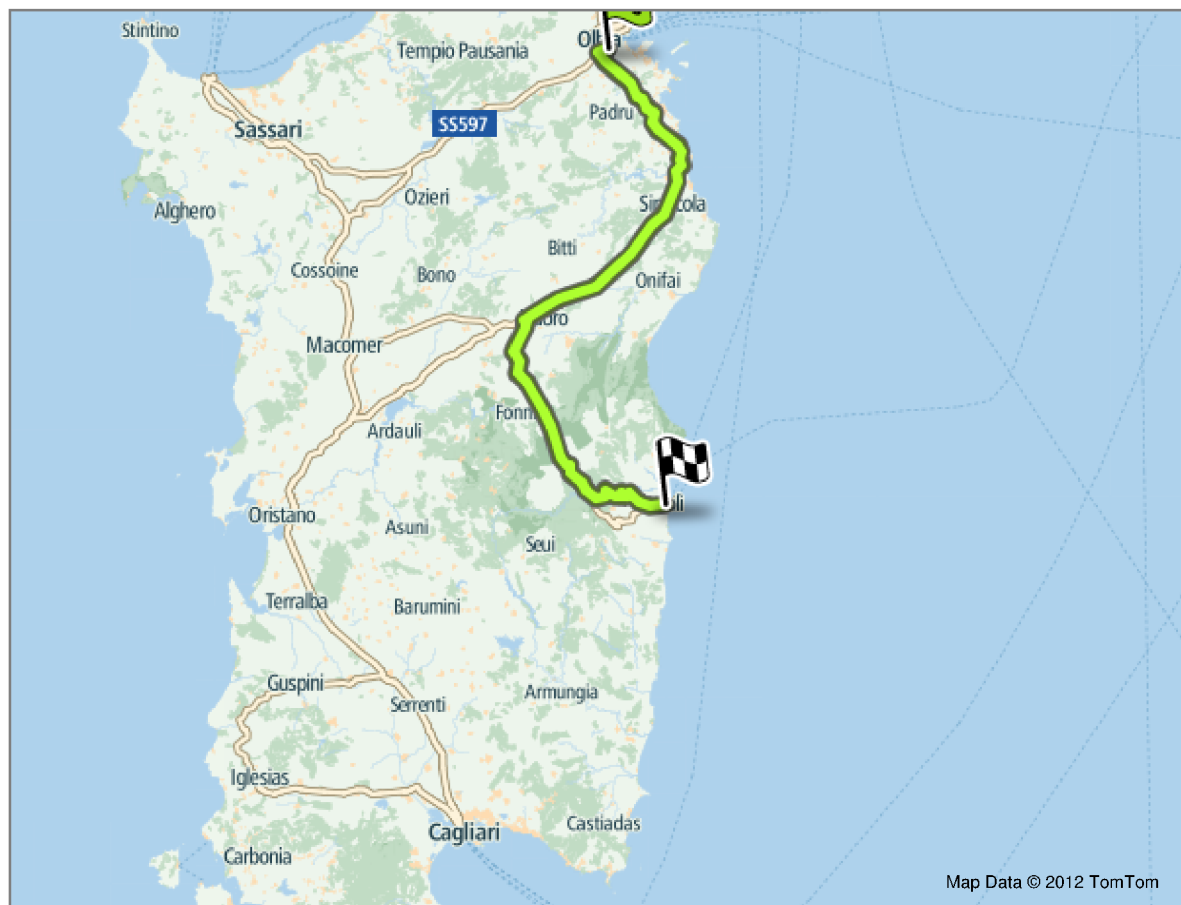 Stintino
Tempio Pausania
Padru
SS597
Sassari
Ozieri
Alghero
Bitti
Cossoine
Bono
Onifai
Macomer
Ardauli
Oristano
Asuni
Seui
Terralba
Barumini
Guspini
Serrenti
Armungia
Iglesias
Cagliari
Castiadas
Carbonia
Map Data © 2012 TomTom